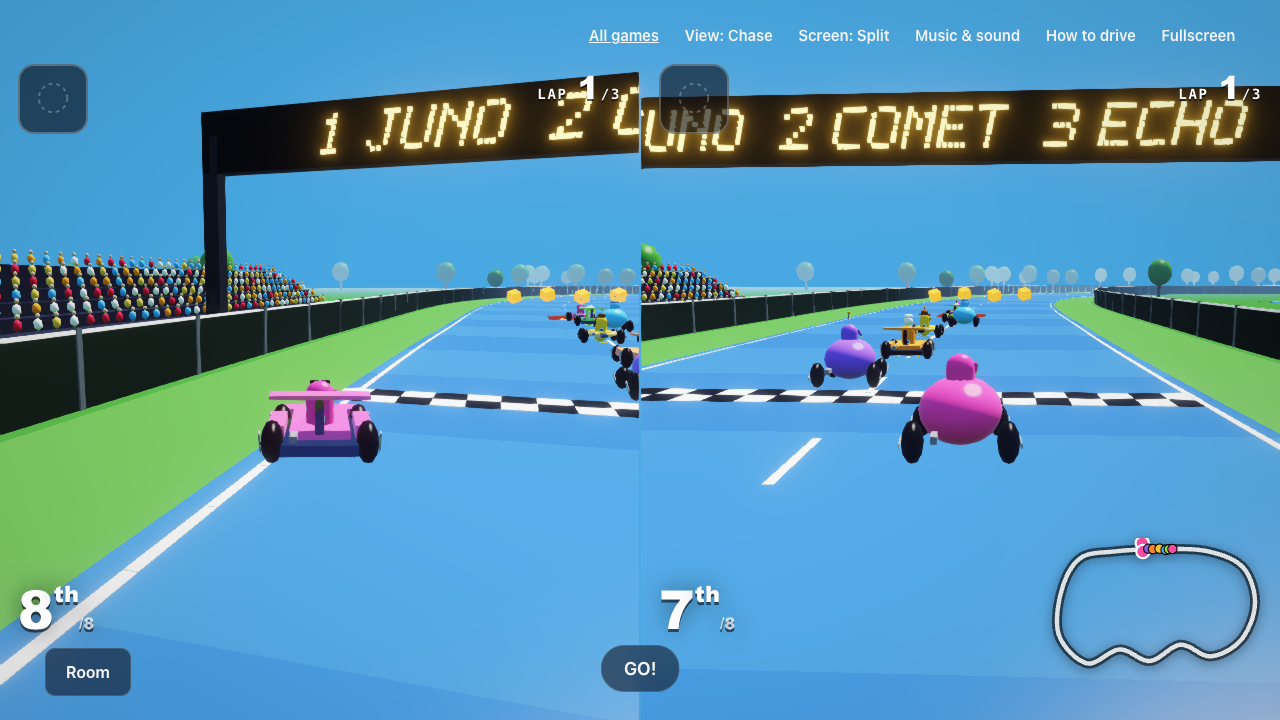 All games View: Chase Screen: Split Music & sound How to drive Fullscreen
LAP 1/3
LAP 1/3
1 JUNO 2 C
UNO 2 COMET 3 ECHO
8th/8
7th/8
Room
GO!